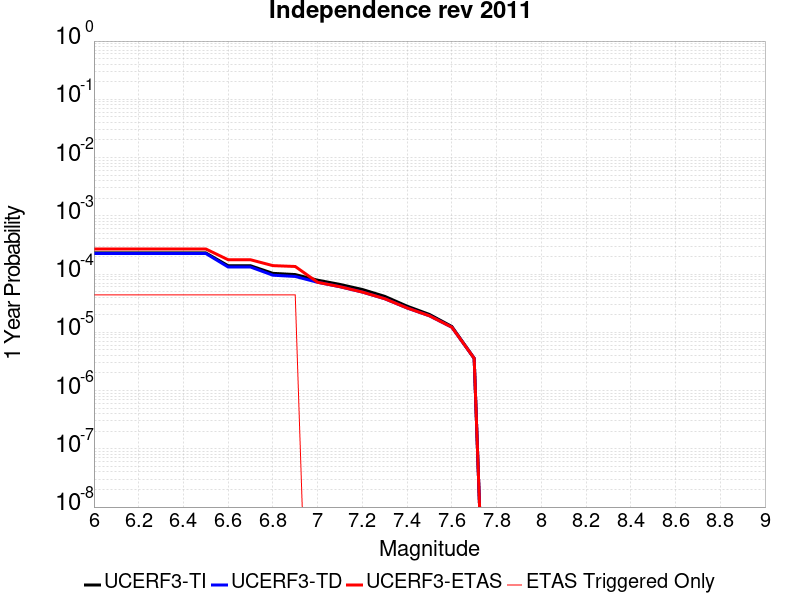 Independence rev 2011
10^0
10^-1
10^-2
10^-3
10^-4
10^-5
10^-6
10^-7
10^-8
1 Year Probability
6 6.2 6.4 6.6 6.8 7 7.2 7.4 7.6 7.8 8 8.2 8.4 8.6 8.8 9
Magnitude
UCERF3-TI UCERF3-TD UCERF3-ETAS ETAS Triggered Only